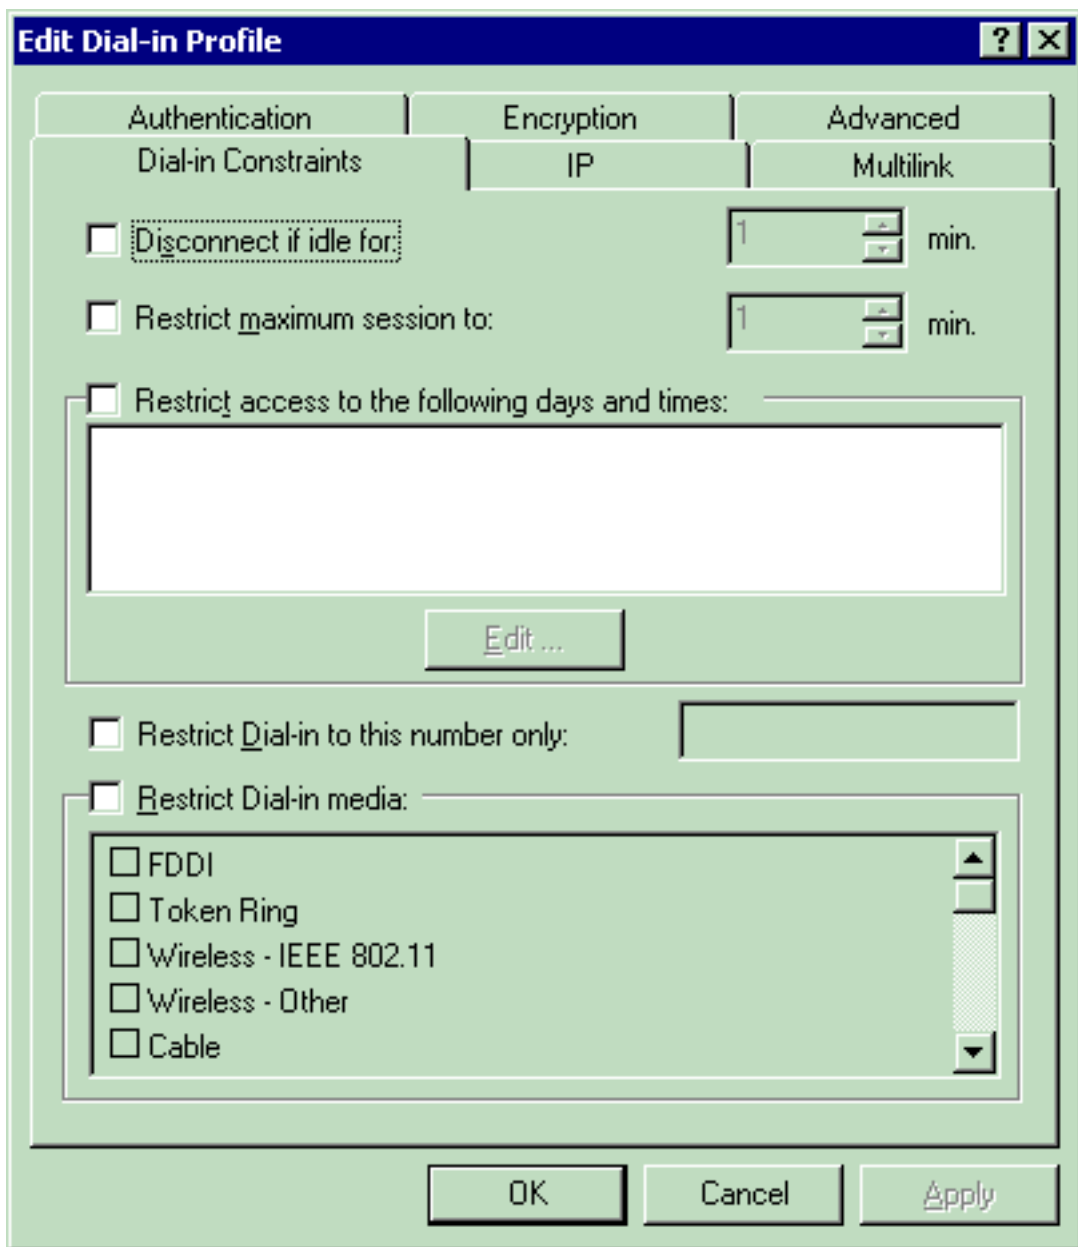 Edit Dial-in Profile
Authentication Encryption Advanced
Dial-in Constraints IP Multilink
Disconnect if idle for: 1 min.
Restrict maximum session to: 1 min.
Restrict access to the following days and times:
Edit ...
Restrict Dial-in to this number only:
Restrict Dial-in media:
FDDI
Token Ring
Wireless - IEEE 802.11
Wireless - Other
Cable
OK Cancel Apply